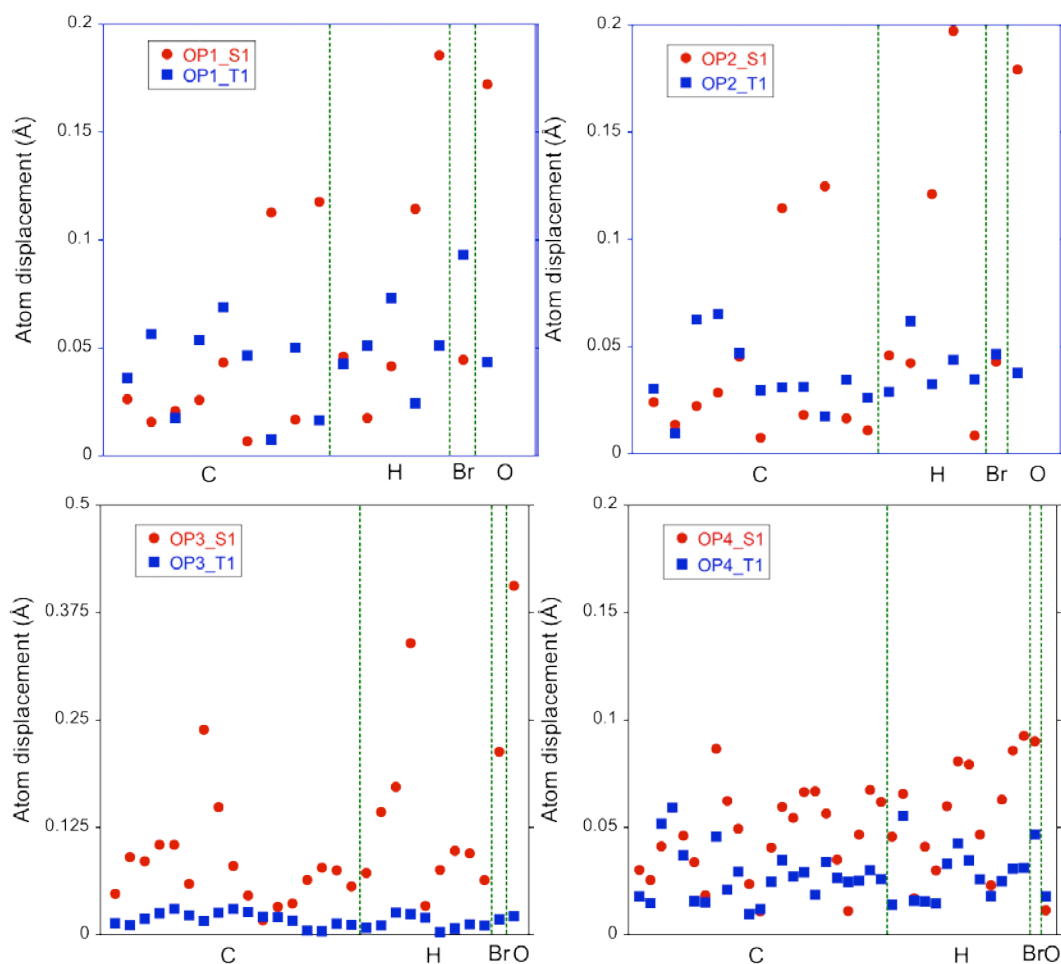 0.2
OP1_S1
OP1_T1
0.15
0.1
0.05
0
Atom displacement (Å)
C
H
Br
O
0.2
OP2_S1
OP2_T1
0.15
0.1
0.05
0
Atom displacement (Å)
C
H
Br
O
0.5
OP3_S1
OP3_T1
0.375
0.25
0.125
0
Atom displacement (Å)
C
H
Br
O
0.2
OP4_S1
OP4_T1
0.15
0.1
0.05
0
Atom displacement (Å)
C
H
Br
O